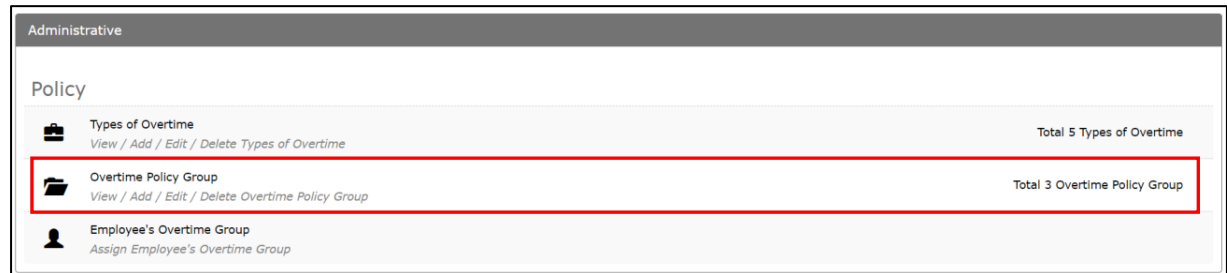 Administrative
Policy
Types of Overtime
View / Add / Edit / Delete Types of Overtime
Total 5 Types of Overtime
Overtime Policy Group
View / Add / Edit / Delete Overtime Policy Group
Total 3 Overtime Policy Group
Employee's Overtime Group
Assign Employee's Overtime Group